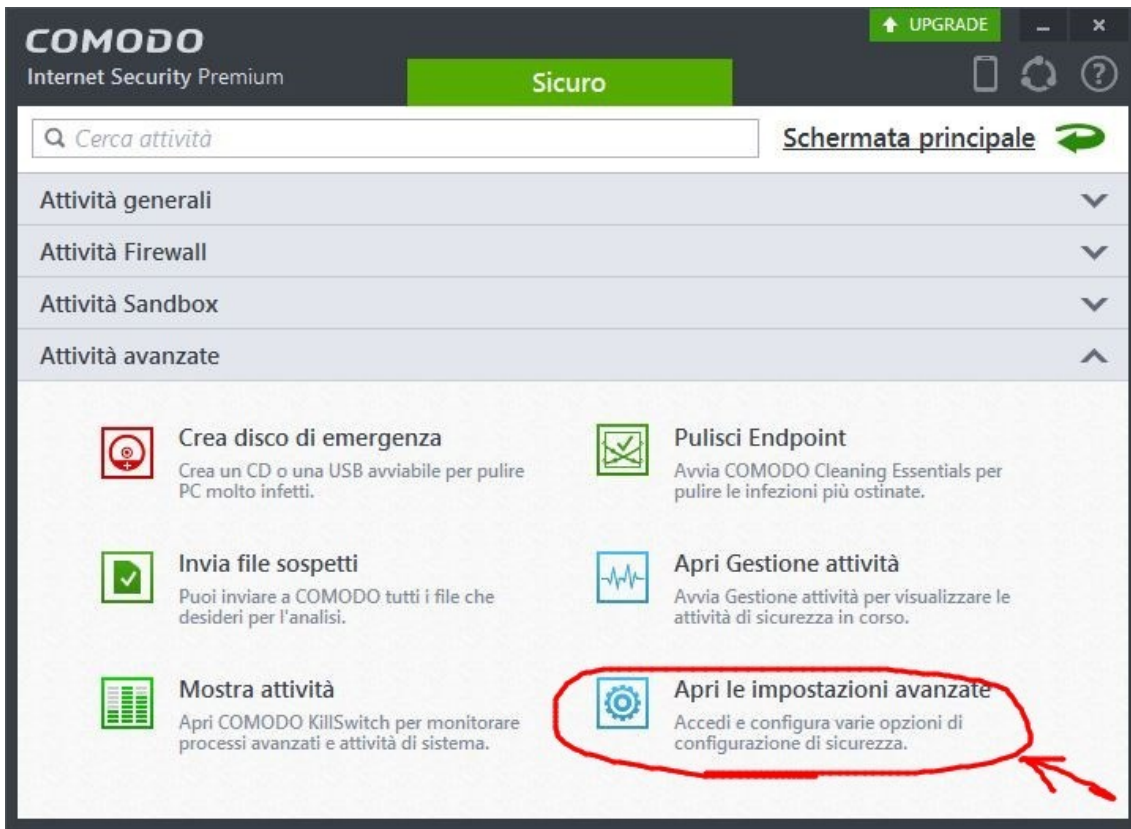 COMODO
Internet Security Premium
UPGRADE
Sicuro
Cerca attività
Schermata principale
Attività generali
Attività Firewall
Attività Sandbox
Attività avanzate
Crea disco di emergenza
Crea un CD o una USB avviabile per pulire
PC molto infetti.
Pulisci Endpoint
Avvia COMODO Cleaning Essentials per
pulire le infezioni più ostinate.
Invia file sospetti
Puoi inviare a COMODO tutti i file che
desideri per l'analisi.
Apri Gestione attività
Avvia Gestione attività per visualizzare le
attività di sicurezza in corso.
Mostra attività
Apri COMODO KillSwitch per monitorare
processi avanzati e attività di sistema.
Apri le impostazioni avanzate
Accedi e configura varie opzioni di
configurazione di sicurezza.